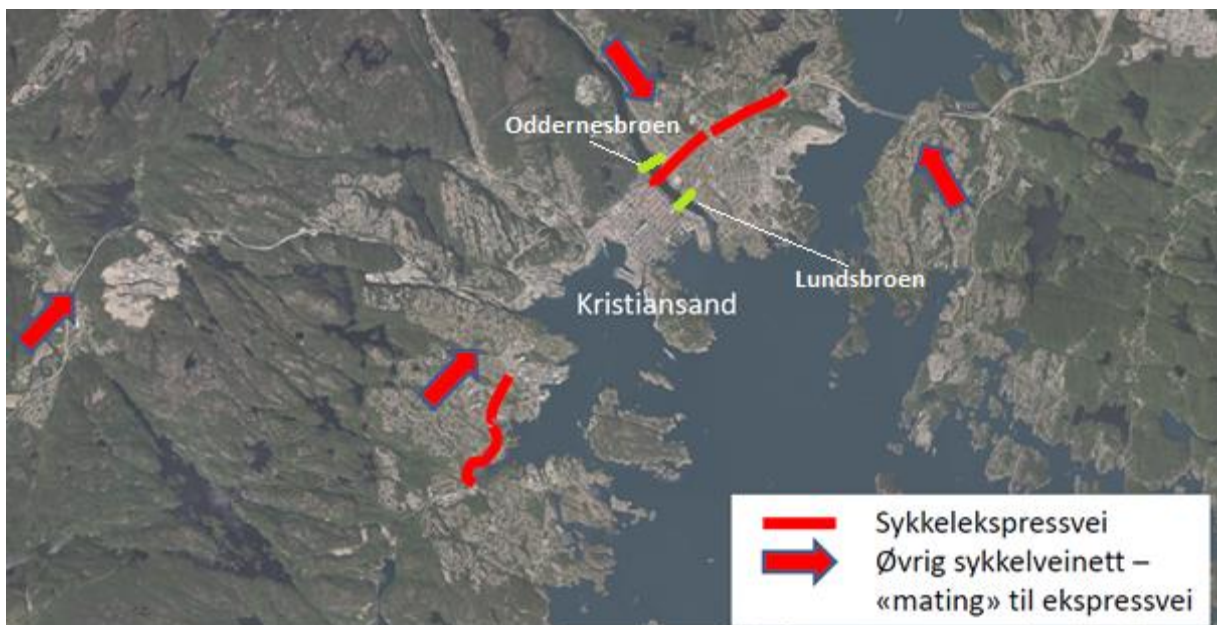 Oddernesbroen
Lundsbroen
Kristiansand
Sykkelekspressvei
Øvrig sykkelveinett –
«mating» til ekspressvei